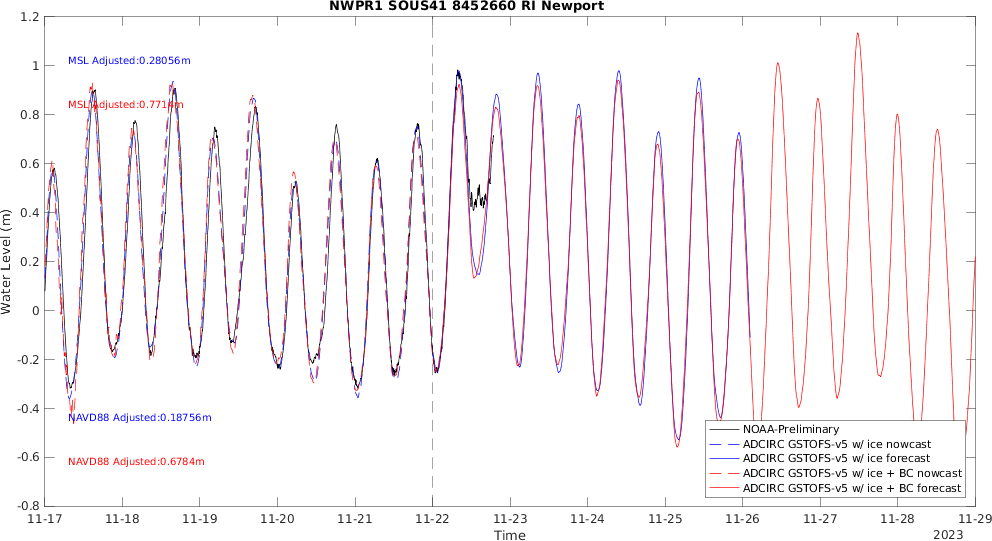 NWPR1 SOUS41 8452660 RI Newport
1.2
1
0.8
0.6
0.4
0.2
0
-0.2
-0.4
-0.6
-0.8
Water Level (m)
MSL Adjusted:0.28056m
MSL Adjusted:0.7714m
NAVD88 Adjusted:0.18756m
NAVD88 Adjusted:0.6784m
NOAA-Preliminary
ADCIRC GSTOFS-v5 w/ ice nowcast
ADCIRC GSTOFS-v5 w/ ice forecast
ADCIRC GSTOFS-v5 w/ ice + BC nowcast
ADCIRC GSTOFS-v5 w/ ice + BC forecast
11-17 11-18 11-19 11-20 11-21 11-22 11-23 11-24 11-25 11-26 11-27 11-28 11-29
Time
2023